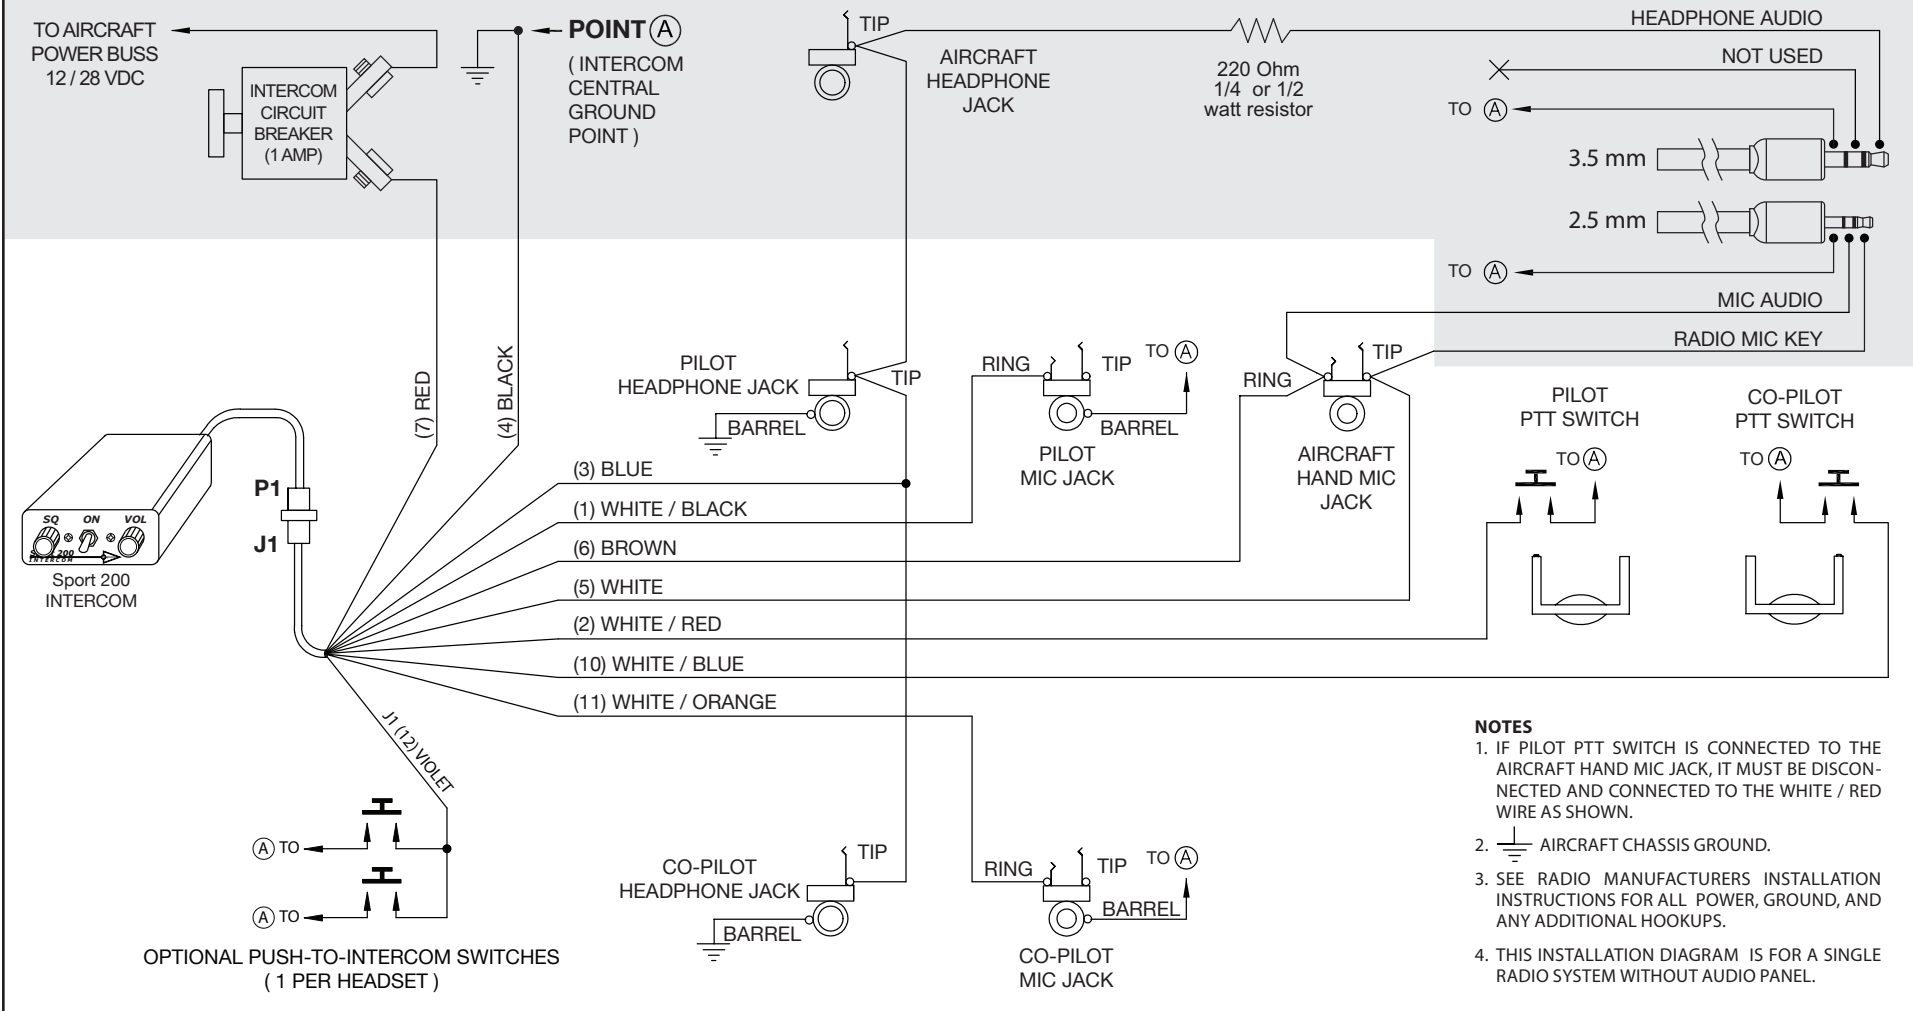 TO AIRCRAFT
POWER BUSS
12 / 28 VDC
INTERCOM
CIRCUIT
BREAKER
(1 AMP)
POINT A
( INTERCOM
CENTRAL
GROUND
POINT )
TIP
AIRCRAFT
HEADPHONE
JACK
220 Ohm
1/4 or 1/2
watt resistor
HEADPHONE AUDIO
NOT USED
TO A
3.5 mm
2.5 mm
TO A
MIC AUDIO
RADIO MIC KEY
(7) RED
(4) BLACK
PILOT
HEADPHONE JACK
TIP
BARREL
RING
TIP
TO A
BARREL
PILOT
MIC JACK
RING
TIP
AIRCRAFT
HAND MIC
JACK
PILOT
PTT SWITCH
TO A
CO-PILOT
PTT SWITCH
TO A
P1
J1
SQ ON VOL
200
INTERCOM
Sport 200
INTERCOM
(3) BLUE
(1) WHITE / BLACK
(6) BROWN
(5) WHITE
(2) WHITE / RED
(10) WHITE / BLUE
(11) WHITE / ORANGE
J1 (12) VIOLET
A TO
A TO
OPTIONAL PUSH-TO-INTERCOM SWITCHES
( 1 PER HEADSET )
CO-PILOT
HEADPHONE JACK
TIP
BARREL
RING
TIP
TO A
BARREL
CO-PILOT
MIC JACK
NOTES
1. IF PILOT PTT SWITCH IS CONNECTED TO THE
AIRCRAFT HAND MIC JACK, IT MUST BE DISCON-
NECTED AND CONNECTED TO THE WHITE / RED
WIRE AS SHOWN.
2. AIRCRAFT CHASSIS GROUND.
3. SEE RADIO MANUFACTURERS INSTALLATION
INSTRUCTIONS FOR ALL POWER, GROUND, AND
ANY ADDITIONAL HOOKUPS.
4. THIS INSTALLATION DIAGRAM IS FOR A SINGLE
RADIO SYSTEM WITHOUT AUDIO PANEL.